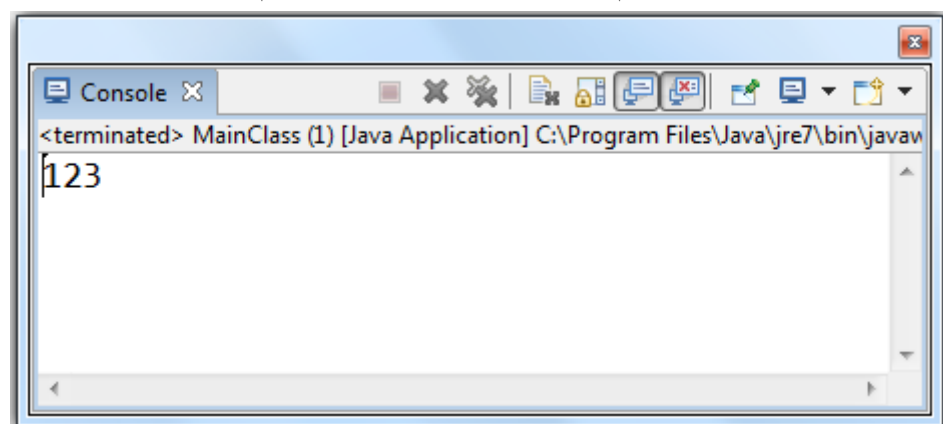 Console
<terminated> MainClass (1) [Java Application] C:\Program Files\Java\jre7\bin\javaw
123